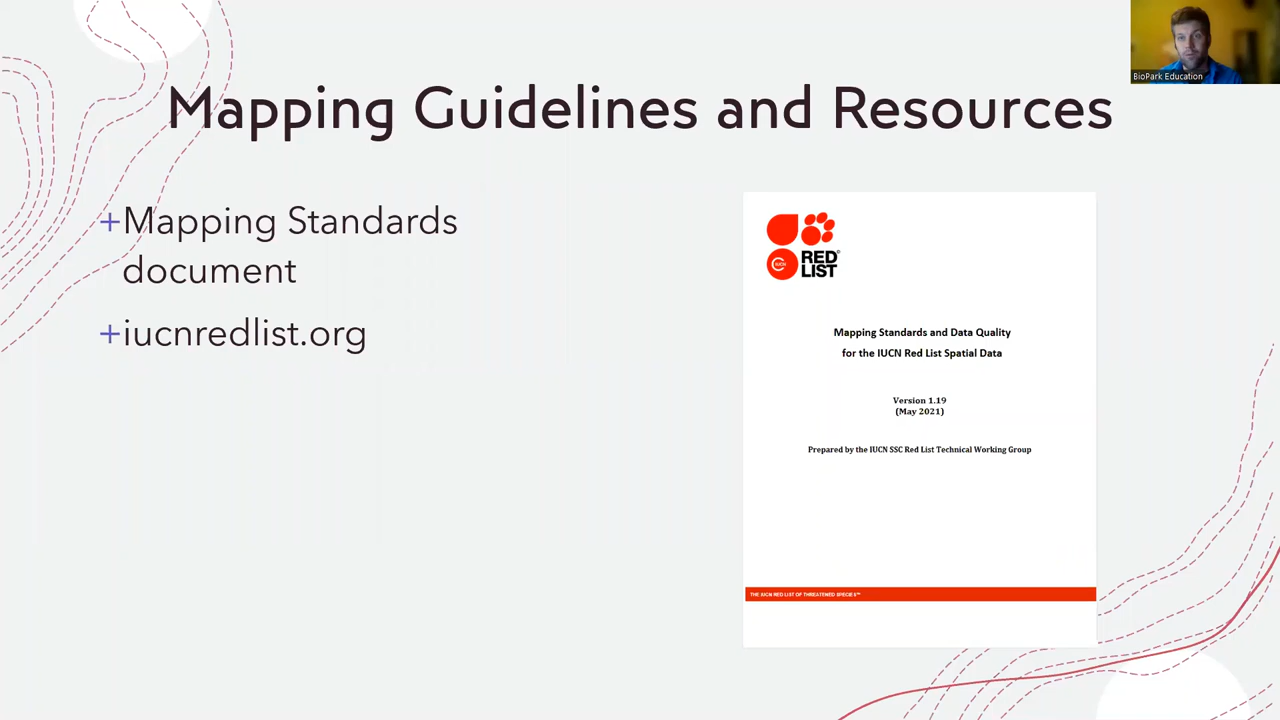 BioPark Education
Mapping Guidelines and Resources
+Mapping Standards
document
+iucnredlist.org
IUCN
RED
LIST
Mapping Standards and Data Quality
for the IUCN Red List Spatial Data
Version 1.19
(May 2021)
Prepared by the IUCN SSC Red List Technical Working Group
THE IUCN RED LIST OF THREATENED SPECIES™